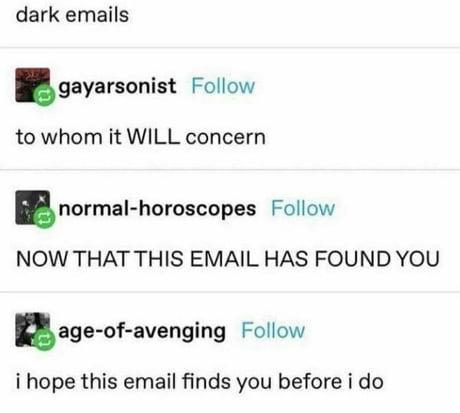 dark emails
gayarsonist Follow
to whom it WILL concern
normal-horoscopes Follow
NOW THAT THIS EMAIL HAS FOUND YOU
age-of-avenging Follow
i hope this email finds you before i do